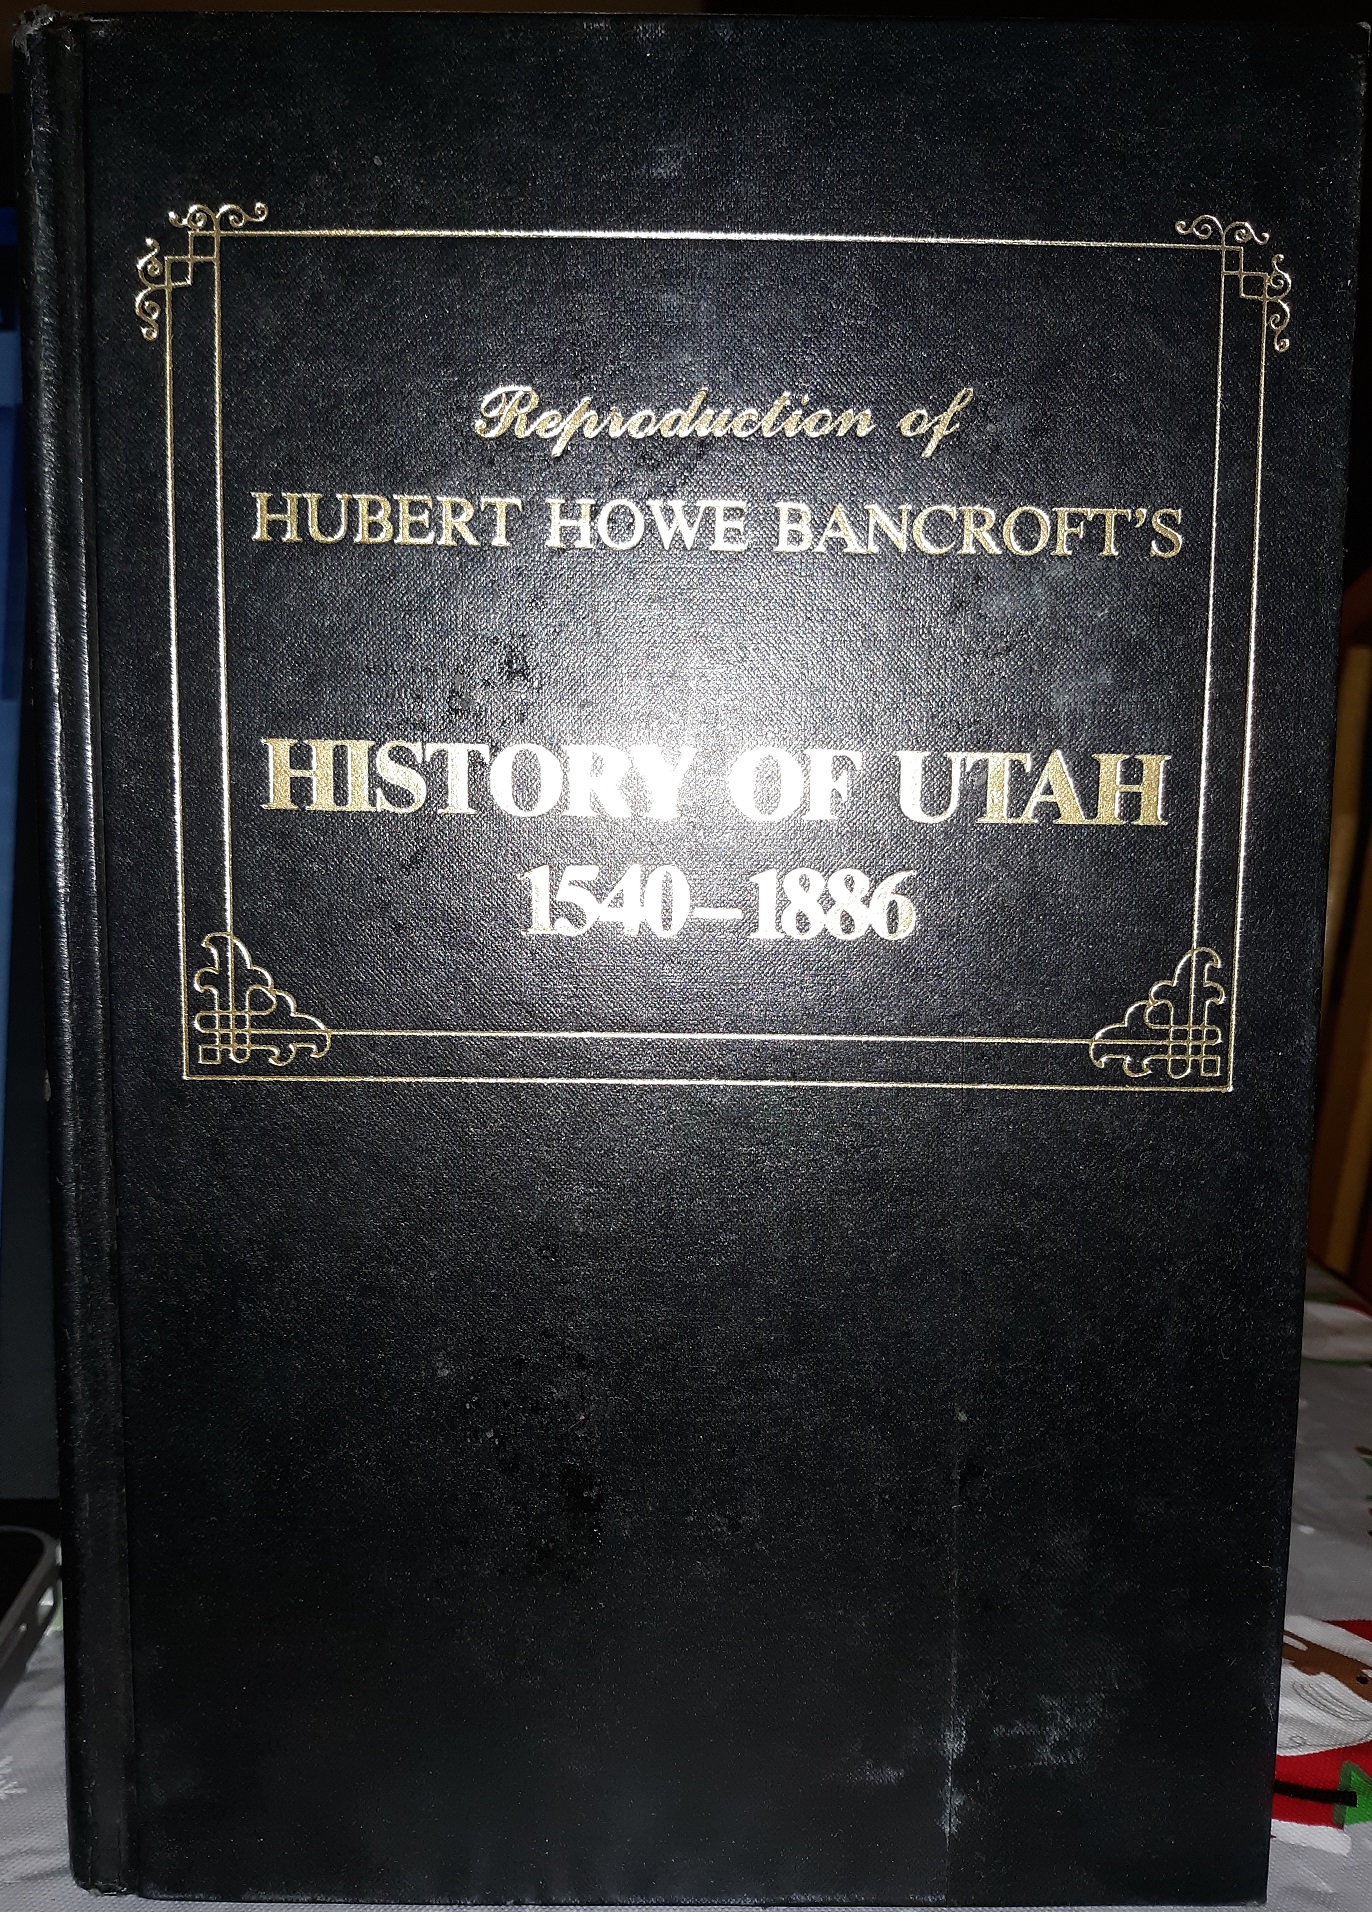 Reproduction of
HUBERT HOWE BANCROFT'S
HISTORY OF UTAH
1540–1886